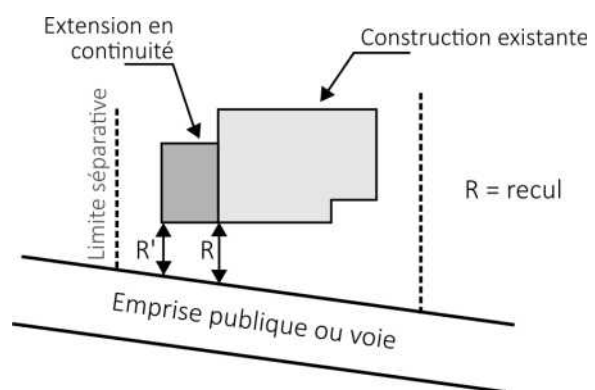 Extension en
continuité
Construction existante
Limite séparative
R = recul
R'
R
Emprise publique ou voie